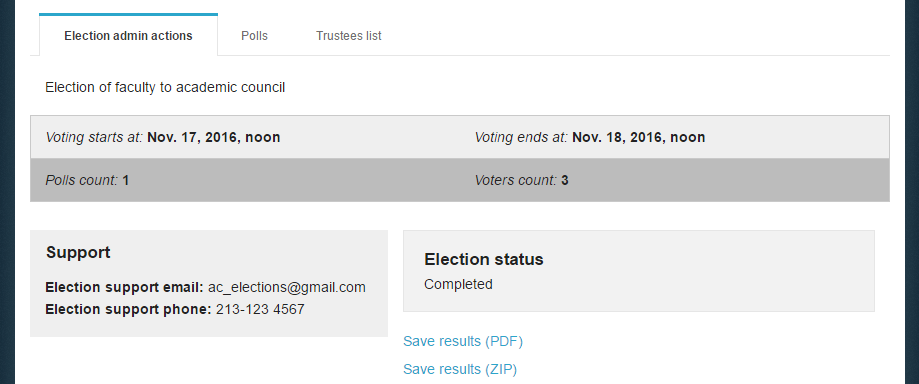 Election admin actions Polls Trustees list
Election of faculty to academic council
Voting starts at: Nov. 17, 2016, noon Voting ends at: Nov. 18, 2016, noon
Polls count: 1 Voters count: 3
Support
Election support email: ac_elections@gmail.com
Election support phone: 213-123 4567
Election status
Completed
Save results (PDF)
Save results (ZIP)